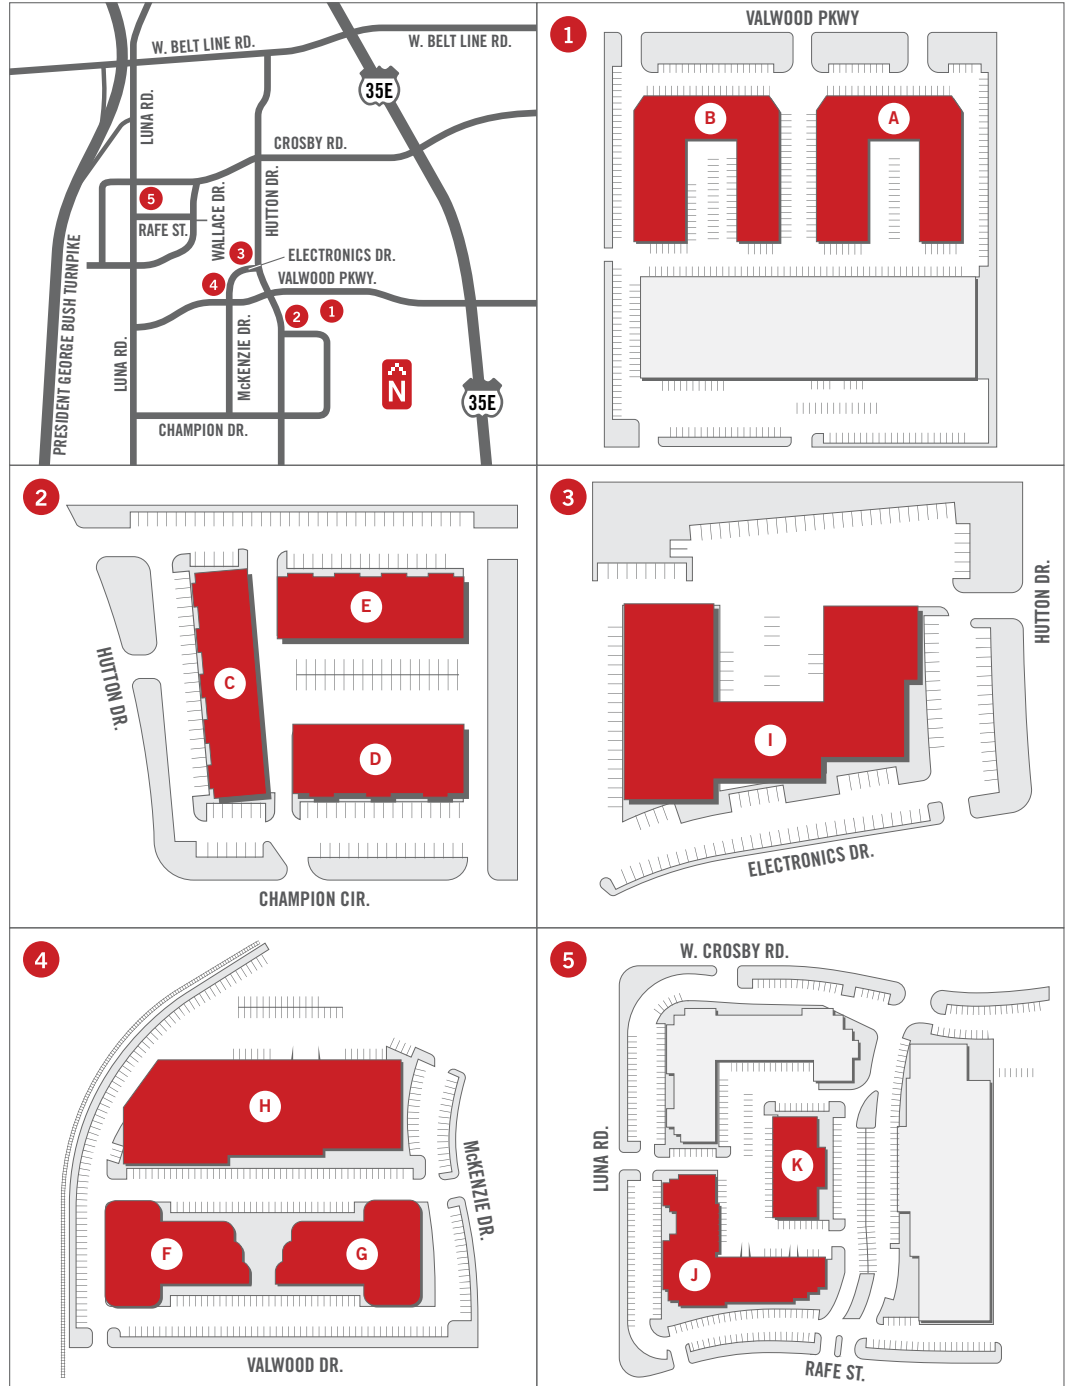 W. BELT LINE RD.
W. BELT LINE RD.
35E
LUNA RD.
CROSBY RD.
HUTTON DR.
WALLACE DR.
5
RAFE ST.
3
ELECTRONICS DR.
4
VALWOOD PKWY.
2
1
PRESIDENT GEORGE BUSH TURNPIKE
LUNA RD.
McKENZIE DR.
N
35E
CHAMPION DR.
1
VALWOOD PKWY
B
A
2
E
C
HUTTON DR.
D
CHAMPION CIR.
3
HUTTON DR.
I
ELECTRONICS DR.
4
H
McKENZIE DR.
F
G
VALWOOD DR.
5
W. CROSBY RD.
LUNA RD.
K
J
RAFE ST.